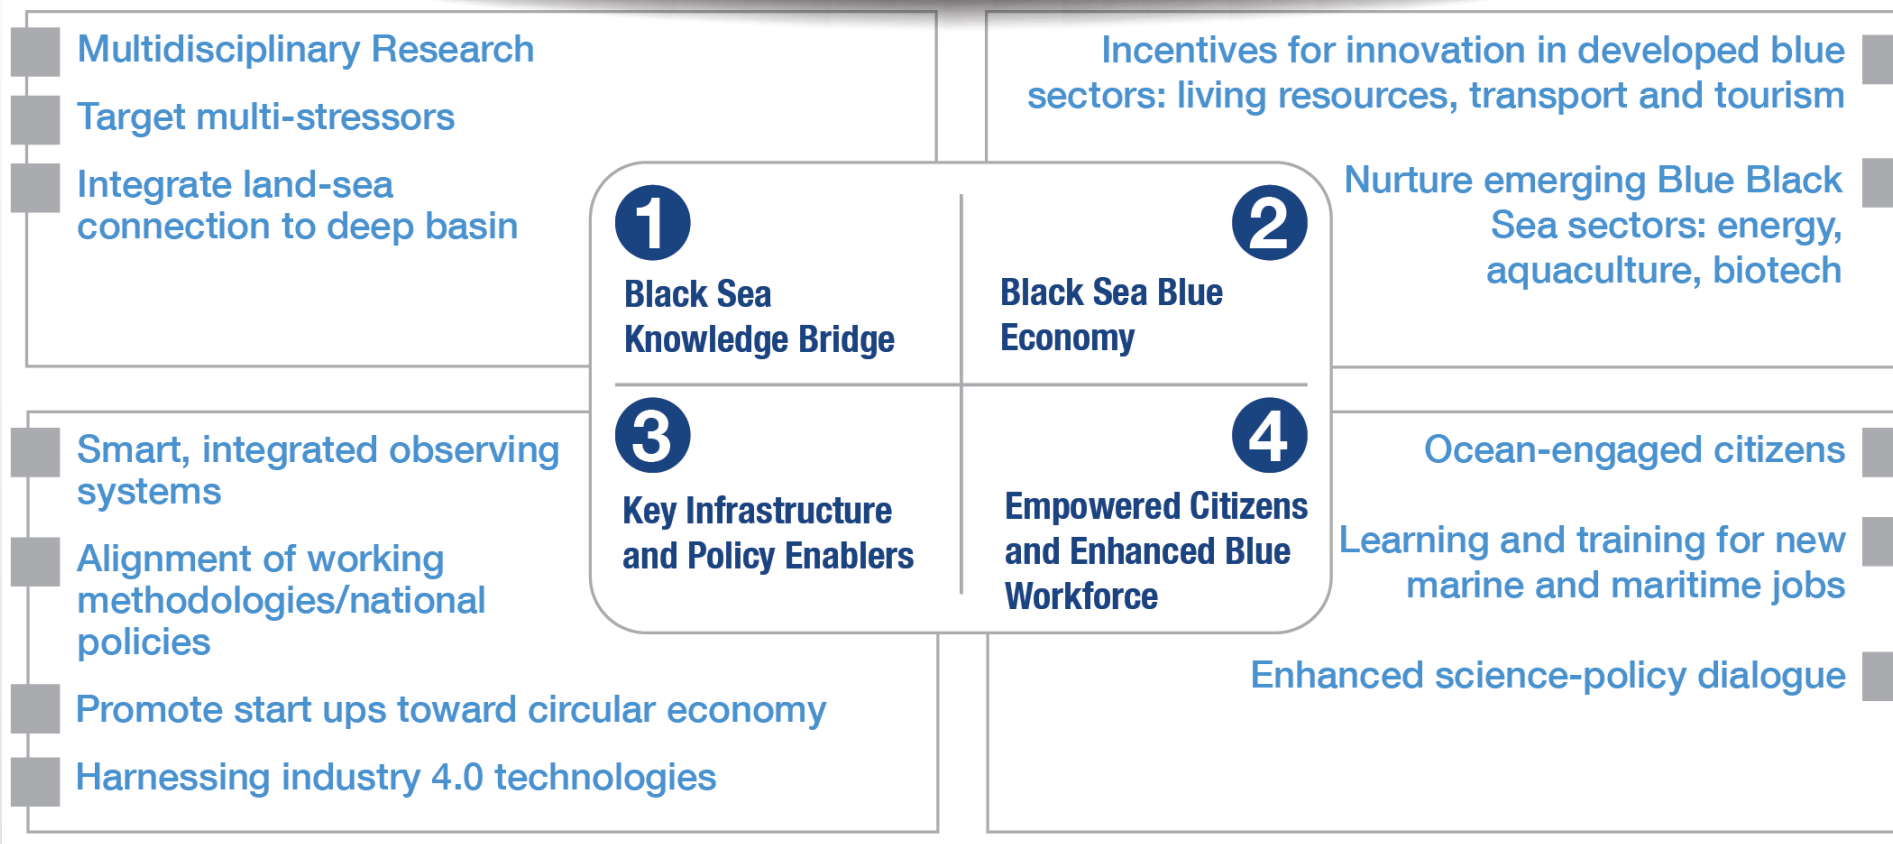 Multidisciplinary Research
Target multi-stressors
Integrate land-sea
connection to deep basin
Incentives for innovation in developed blue
sectors: living resources, transport and tourism
Nurture emerging Blue Black
Sea sectors: energy,
aquaculture, biotech
1
Black Sea
Knowledge Bridge
2
Black Sea Blue
Economy
3
Key Infrastructure
and Policy Enablers
4
Empowered Citizens
and Enhanced Blue
Workforce
Smart, integrated observing
systems
Alignment of working
methodologies/national
policies
Promote start ups toward circular economy
Harnessing industry 4.0 technologies
Ocean-engaged citizens
Learning and training for new
marine and maritime jobs
Enhanced science-policy dialogue